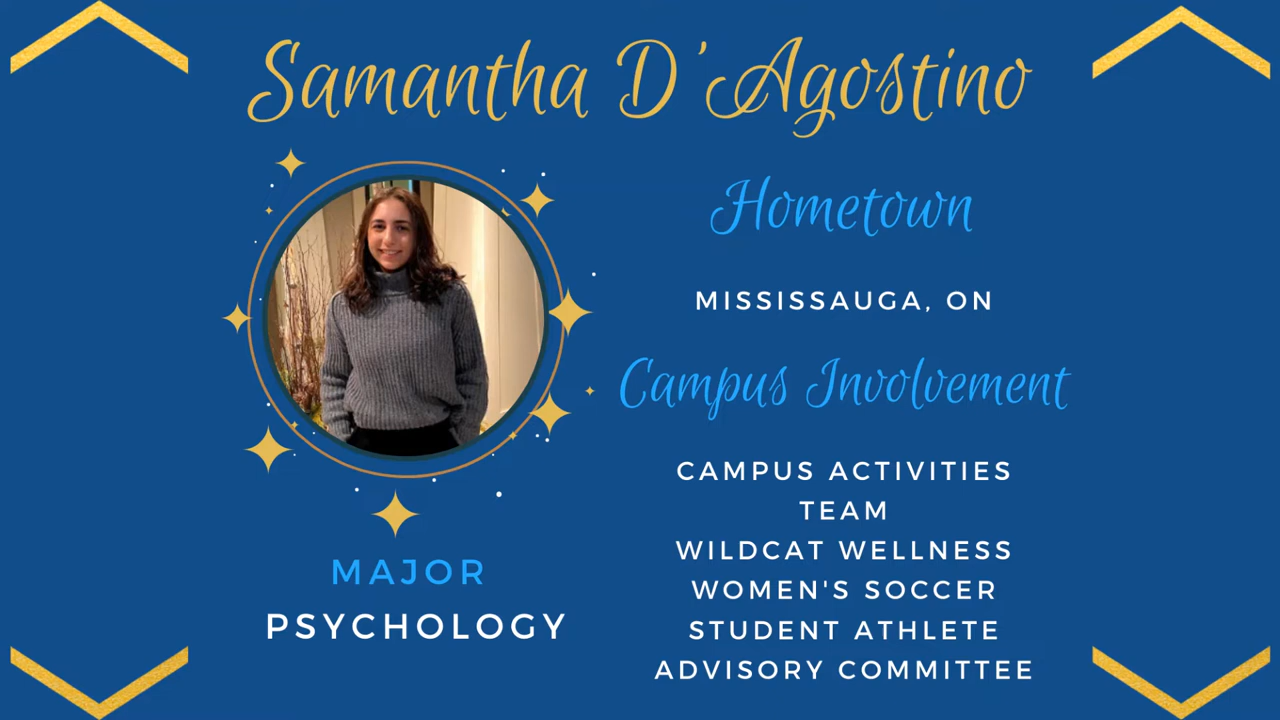 Samantha D'Agostino
Hometown
MISSISSAUGA, ON
Campus Involvement
CAMPUS ACTIVITIES
TEAM
WILDCAT WELLNESS
WOMEN'S SOCCER
STUDENT ATHLETE
ADVISORY COMMITTEE
MAJOR
PSYCHOLOGY